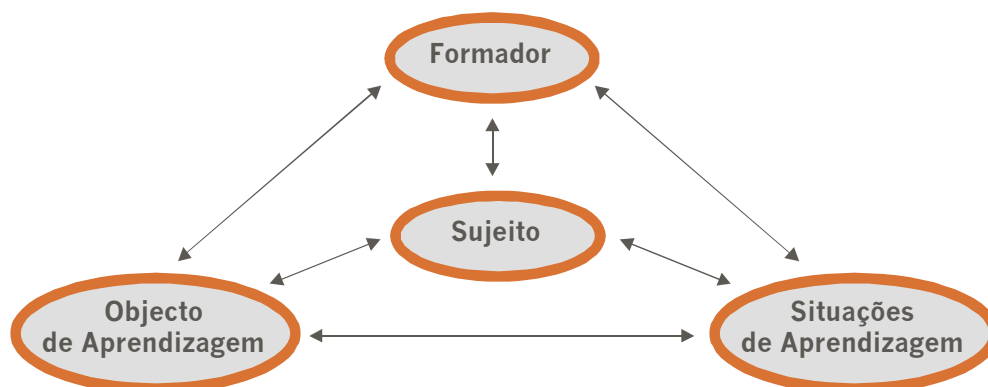 Formador
Sujeito
Objecto
de Aprendizagem
Situações
de Aprendizagem